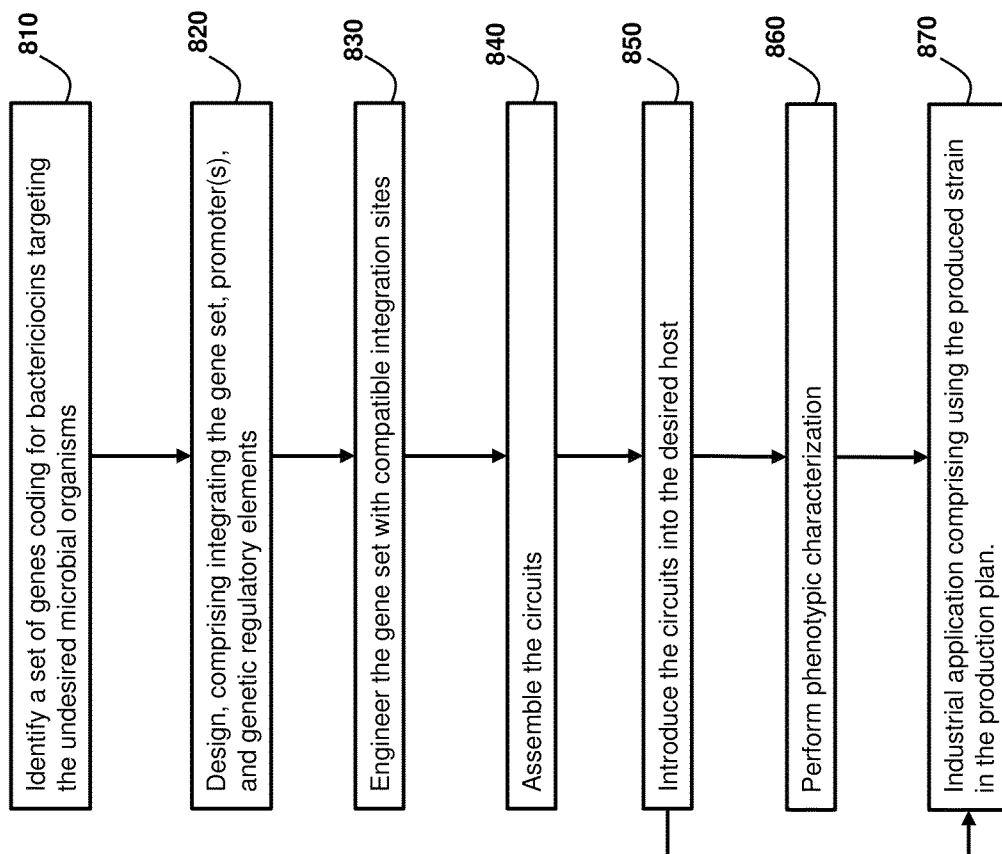 810
Identify a set of genes coding for bactericiocins targeting
the undesired microbial organisms
820
Design, comprising integrating the gene set, promoter(s),
and genetic regulatory elements
830
Engineer the gene set with compatible integration sites
840
Assemble the circuits
850
Introduce the circuits into the desired host
860
Perform phenotypic characterization
870
Industrial application comprising using the produced strain
in the production plan.